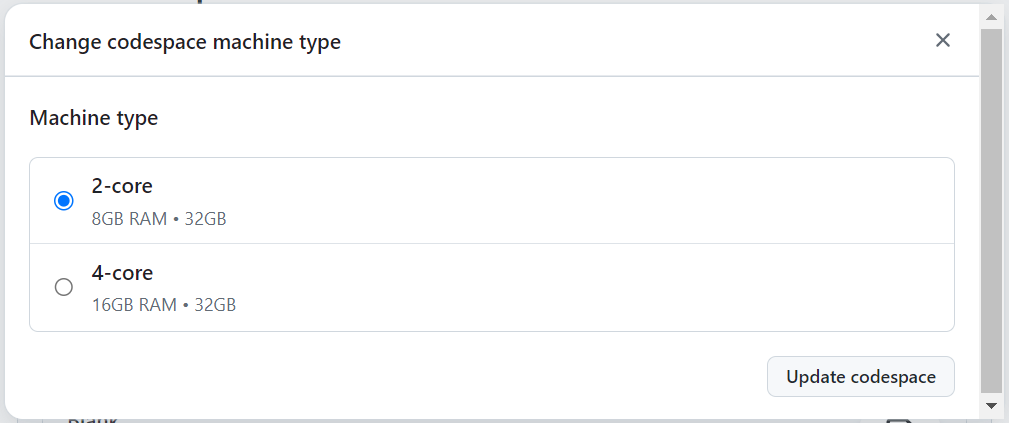 Change codespace machine type
Machine type
2-core
8GB RAM • 32GB
4-core
16GB RAM • 32GB
Update codespace